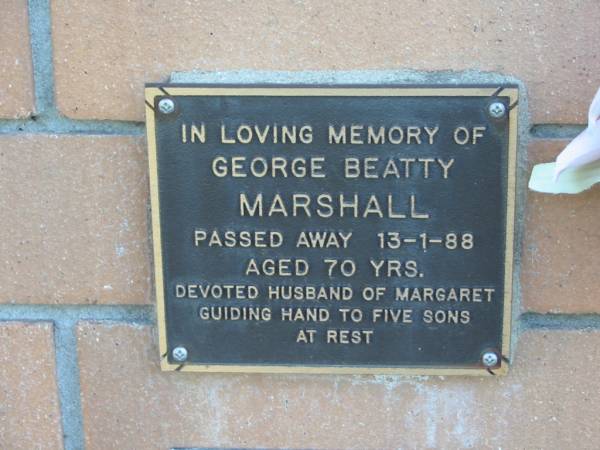 IN LOVING MEMORY OF
GEORGE BEATTY
MARSHALL
PASSED AWAY 13-1-88
AGED 70 YRS.
DEVOTED HUSBAND OF MARGARET
GUIDING HAND TO FIVE SONS
AT REST